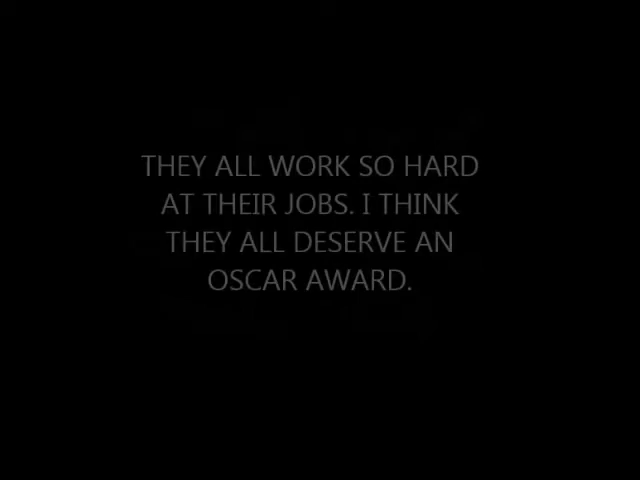 THEY ALL WORK SO HARD
AT THEIR JOBS. I THINK
THEY ALL DESERVE AN
OSCAR AWARD.